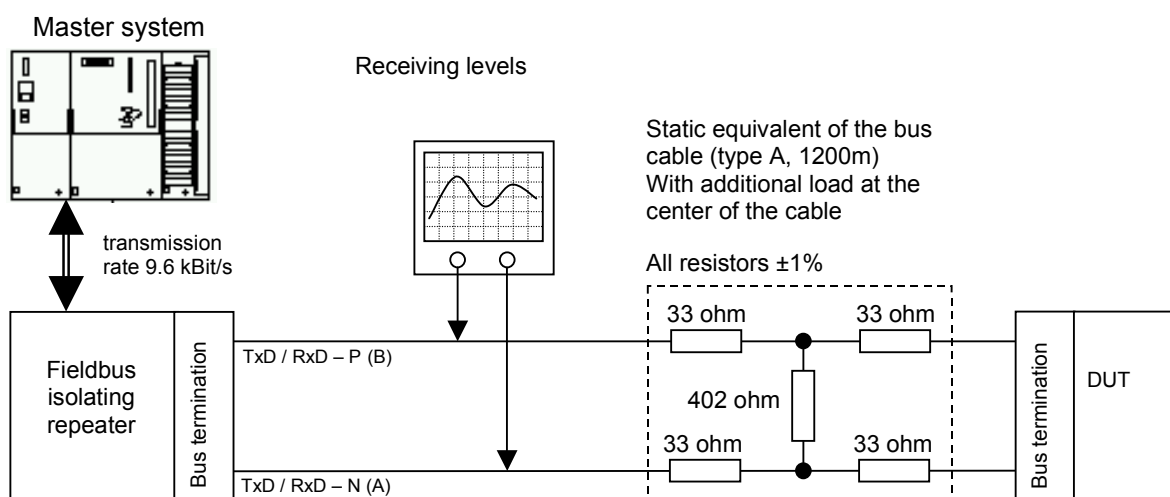 Master system
Receiving levels
Static equivalent of the bus
cable (type A, 1200m)
With additional load at the
center of the cable
transmission
rate 9.6 kBit/s
All resistors ±1%
33 ohm
33 ohm
TxD / RxD – P (B)
Fieldbus
isolating
repeater
Bus termination
402 ohm
Bus termination
DUT
33 ohm
33 ohm
TxD / RxD – N (A)